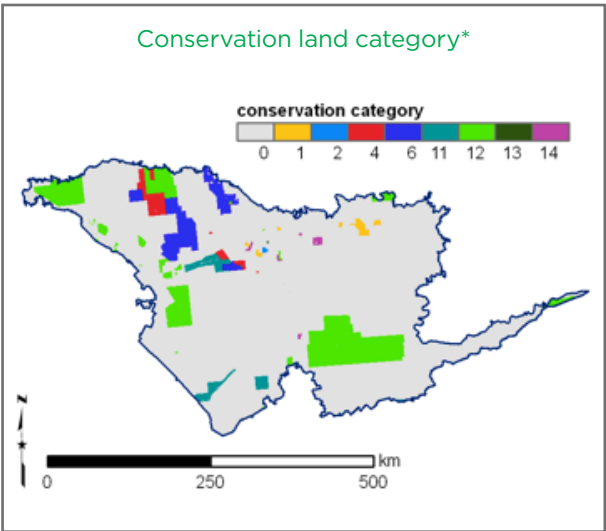 Conservation land category*
conservation category
0 1 2 4 6 11 12 13 14
N
km
0 250 500